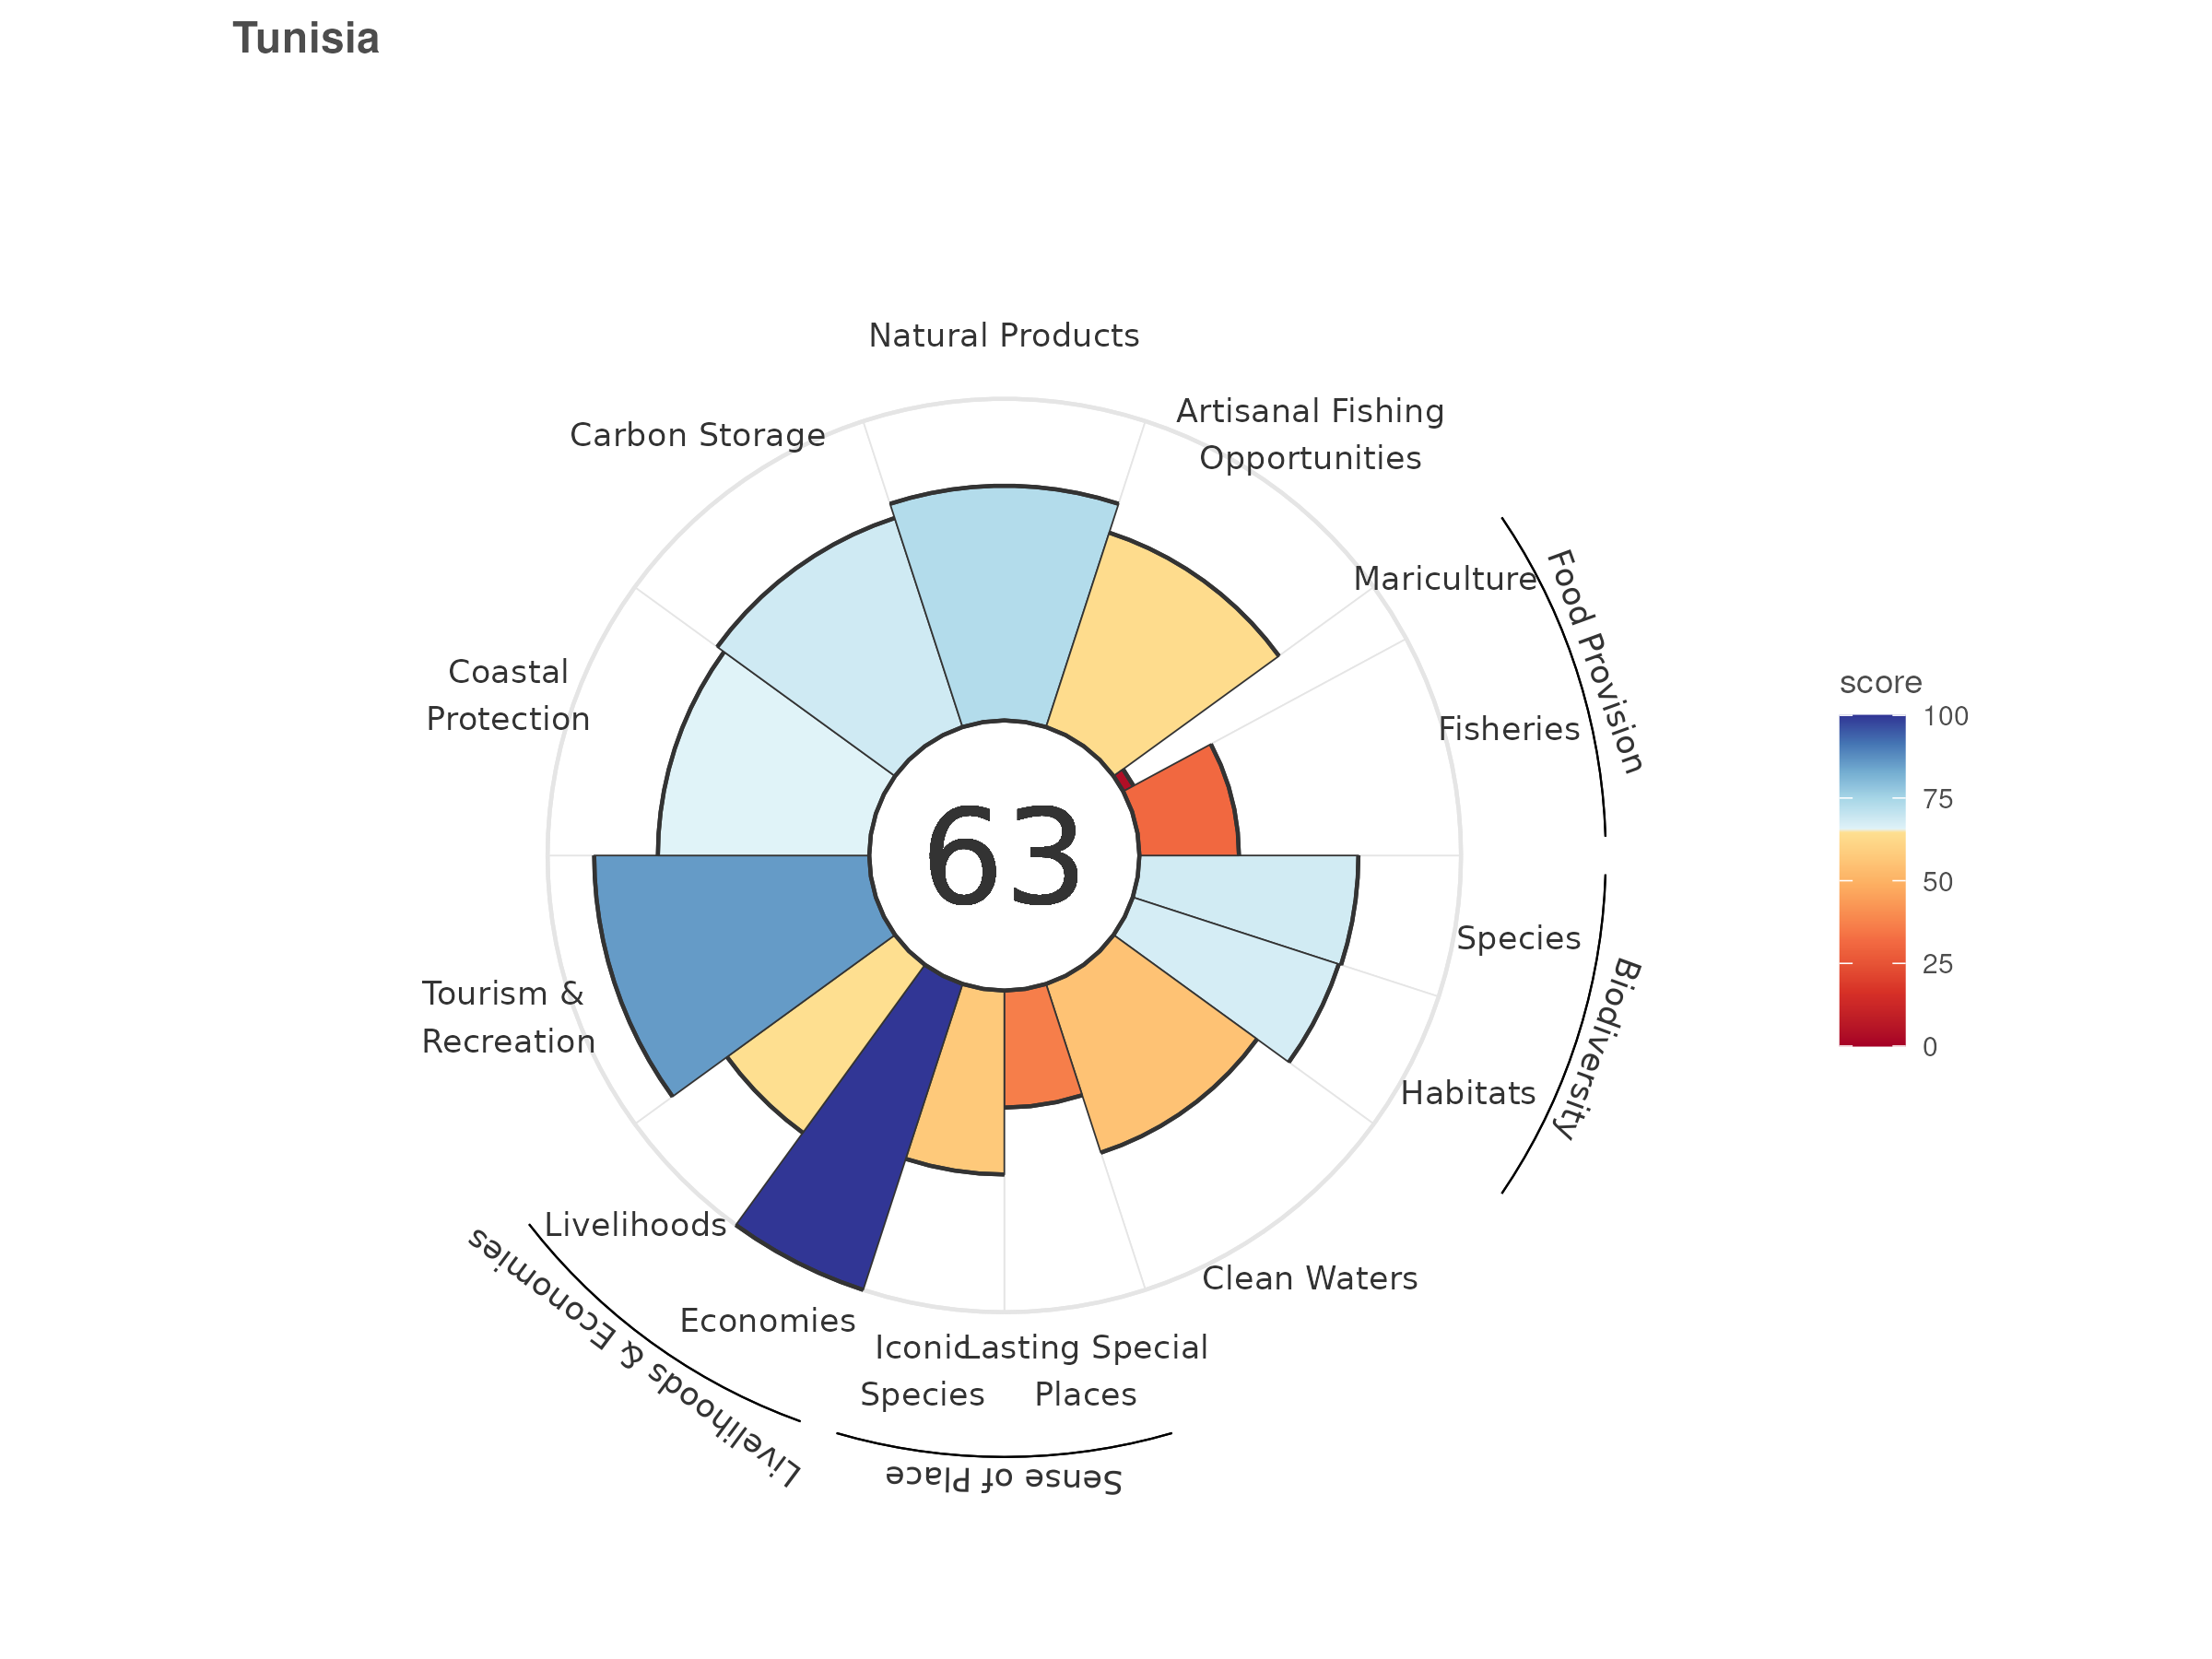 Tunisia
Natural Products
Artisanal Fishing
Opportunities
Carbon Storage
Mariculture
Food Provision
Fisheries
Coastal
Protection
63
score
100
75
50
25
0
Species
Biodiversity
Habitats
Tourism &
Recreation
Livelihoods
Livelihoods & Economies
Economies
Clean Waters
Iconic
Species
Lasting Special
Places
Sense of Place